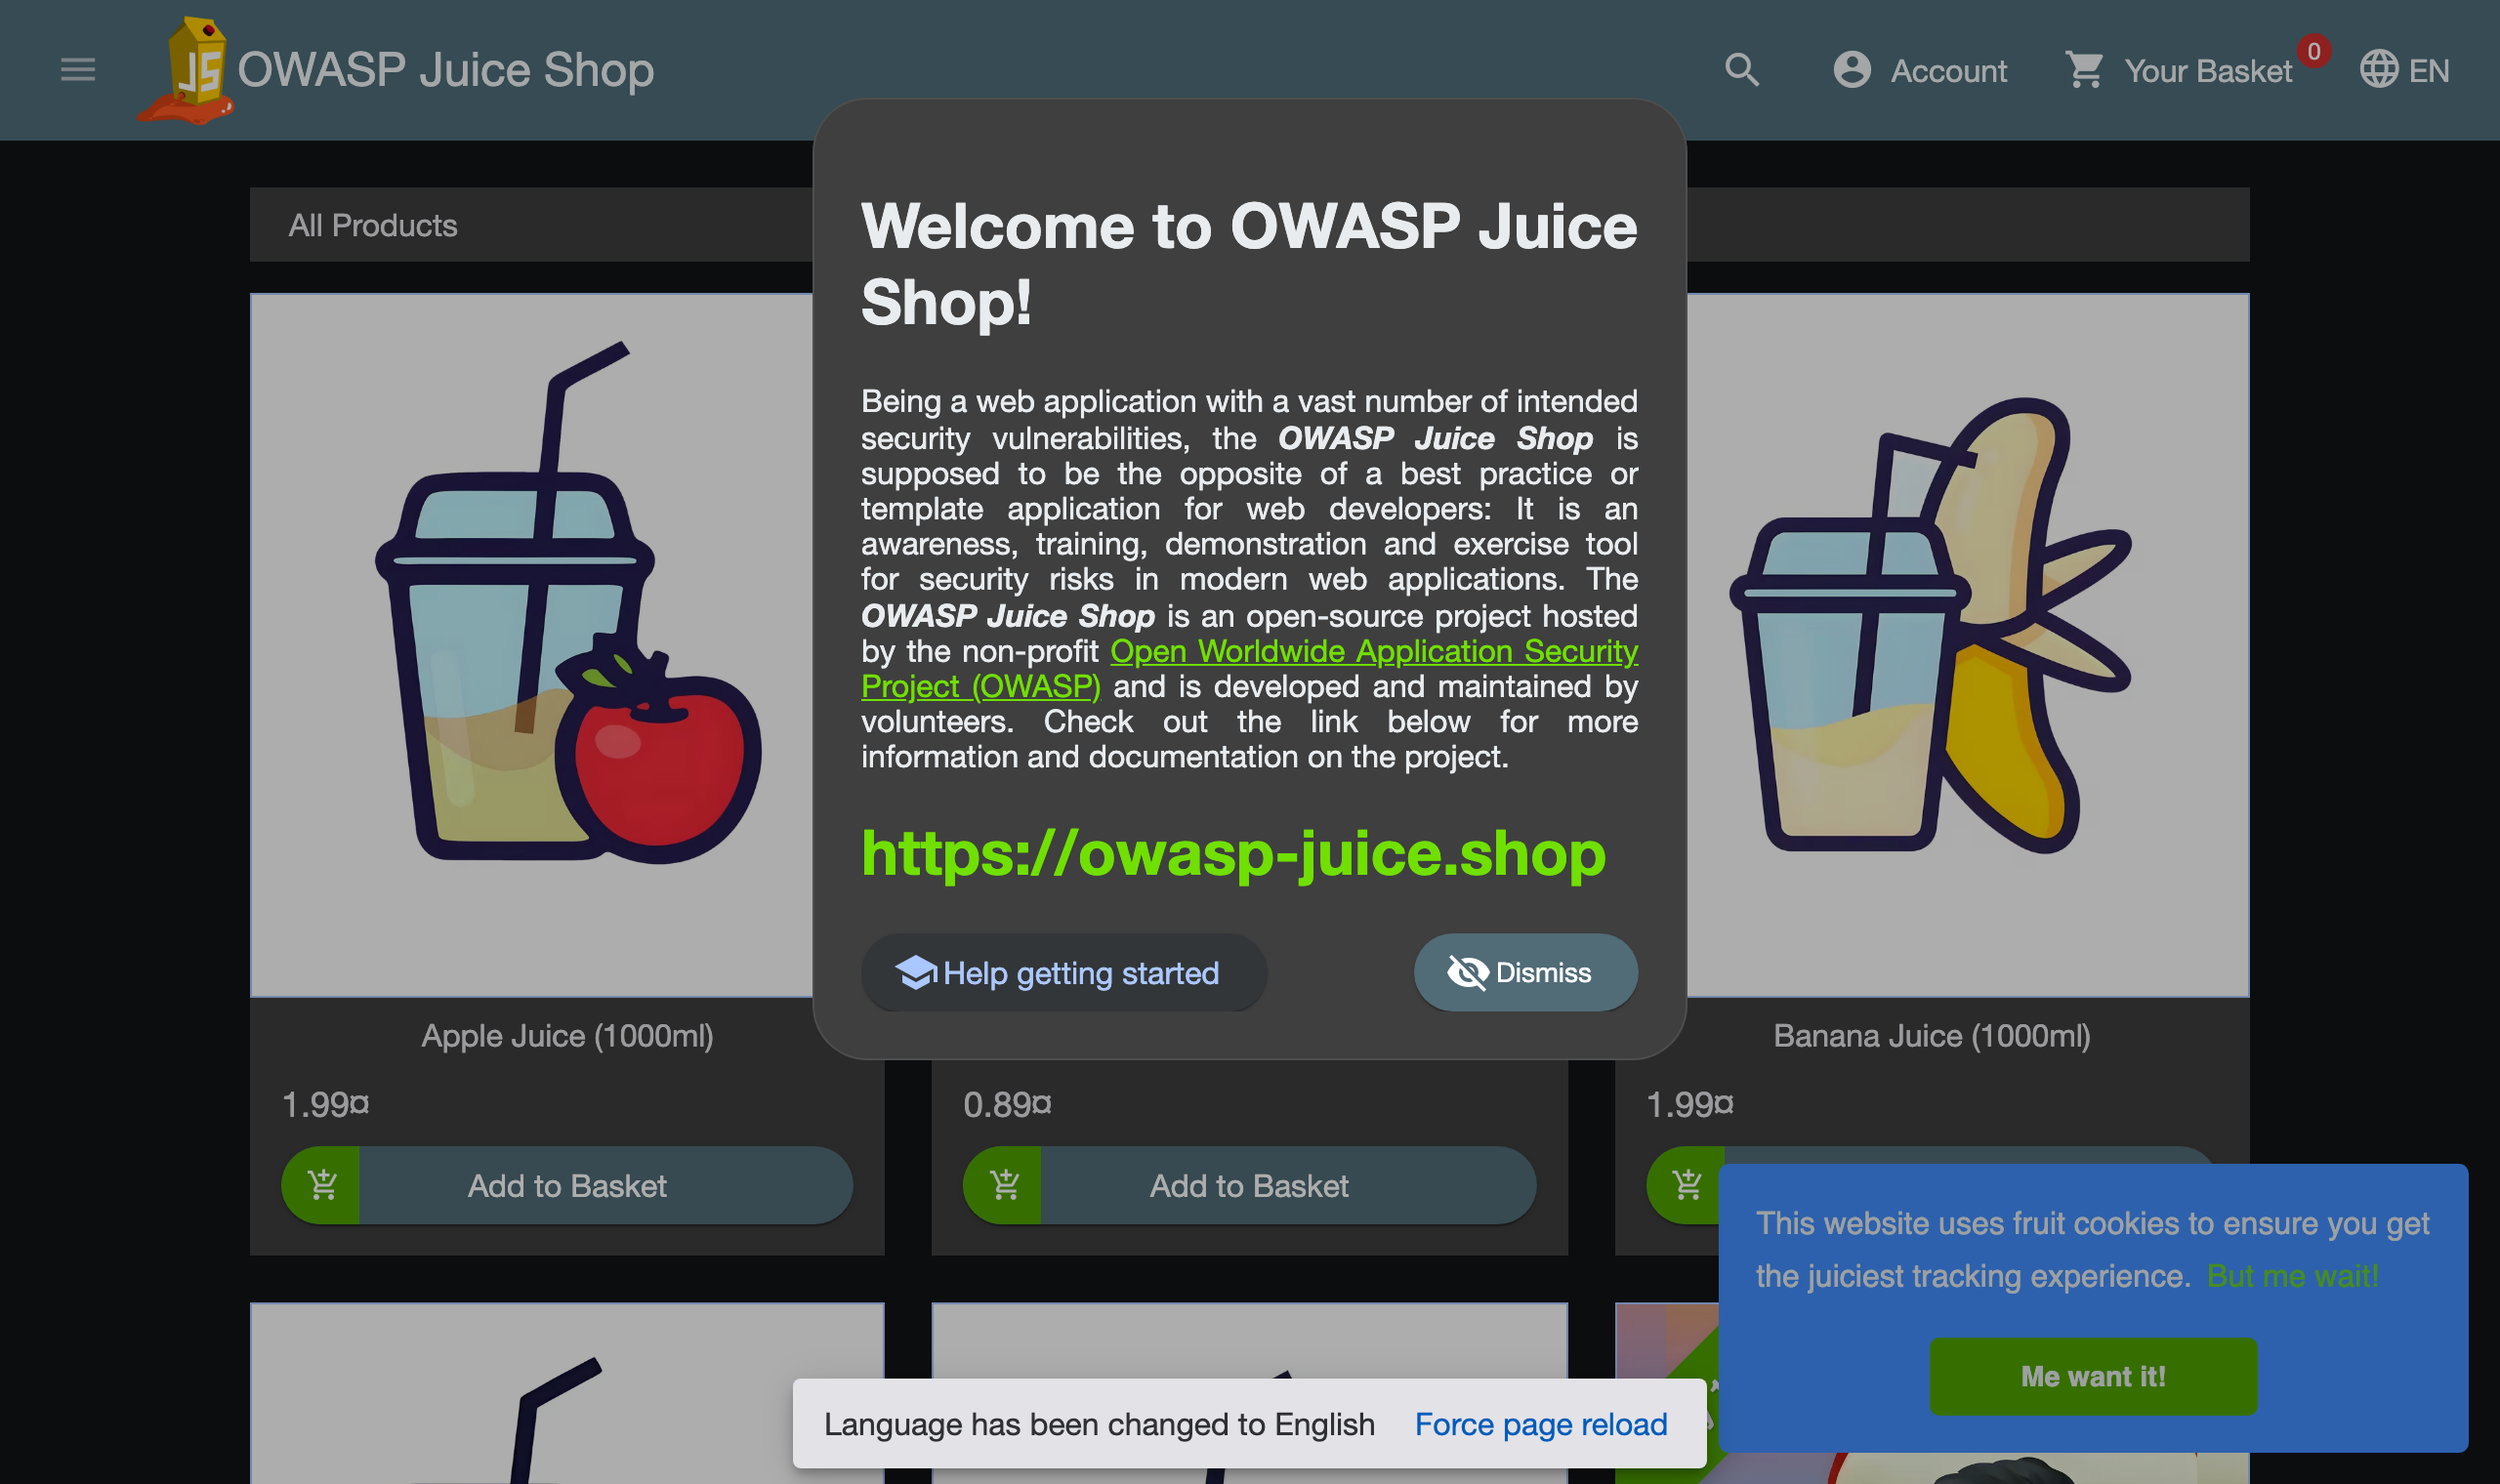 JS
OWASP Juice Shop
Account
Your Basket
0
EN
All Products
Welcome to OWASP Juice
Shop!
Being a web application with a vast number of intended
security vulnerabilities, the OWASP Juice Shop is
supposed to be the opposite of a best practice or
template application for web developers: It is an
awareness, training, demonstration and exercise tool
for security risks in modern web applications. The
OWASP Juice Shop is an open-source project hosted
by the non-profit Open Worldwide Application Security
Project (OWASP) and is developed and maintained by
volunteers. Check out the link below for more
information and documentation on the project.
https://owasp-juice.shop
Help getting started
Dismiss
Apple Juice (1000ml)
Banana Juice (1000ml)
1.99¤
0.89¤
1.99¤
Add to Basket
Add to Basket
This website uses fruit cookies to ensure you get
the juiciest tracking experience. But me wait!
Me want it!
Language has been changed to English
Force page reload